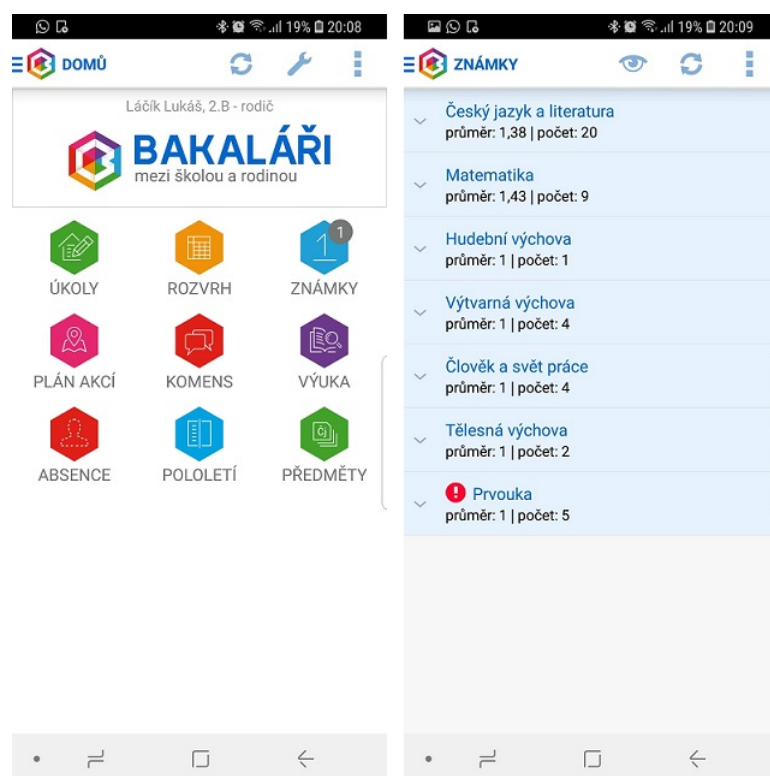 19% 20:08
DOMŮ
Láčík Lukáš, 2.B - rodič
BAKALÁŘI
mezi školou a rodinou
1
1
ÚKOLY
ROZVRH
ZNÁMKY
PLÁN AKCÍ
KOMENS
VÝUKA
Čj
ABSENCE
POLOLETÍ
PŘEDMĚTY
19% 20:09
ZNÁMKY
Český jazyk a literatura
průměr: 1,38 | počet: 20
Matematika
průměr: 1,43 | počet: 9
Hudební výchova
průměr: 1 | počet: 1
Výtvarná výchova
průměr: 1 | počet: 4
Člověk a svět práce
průměr: 1 | počet: 4
Tělesná výchova
průměr: 1 | počet: 2
Prvouka
průměr: 1 | počet: 5